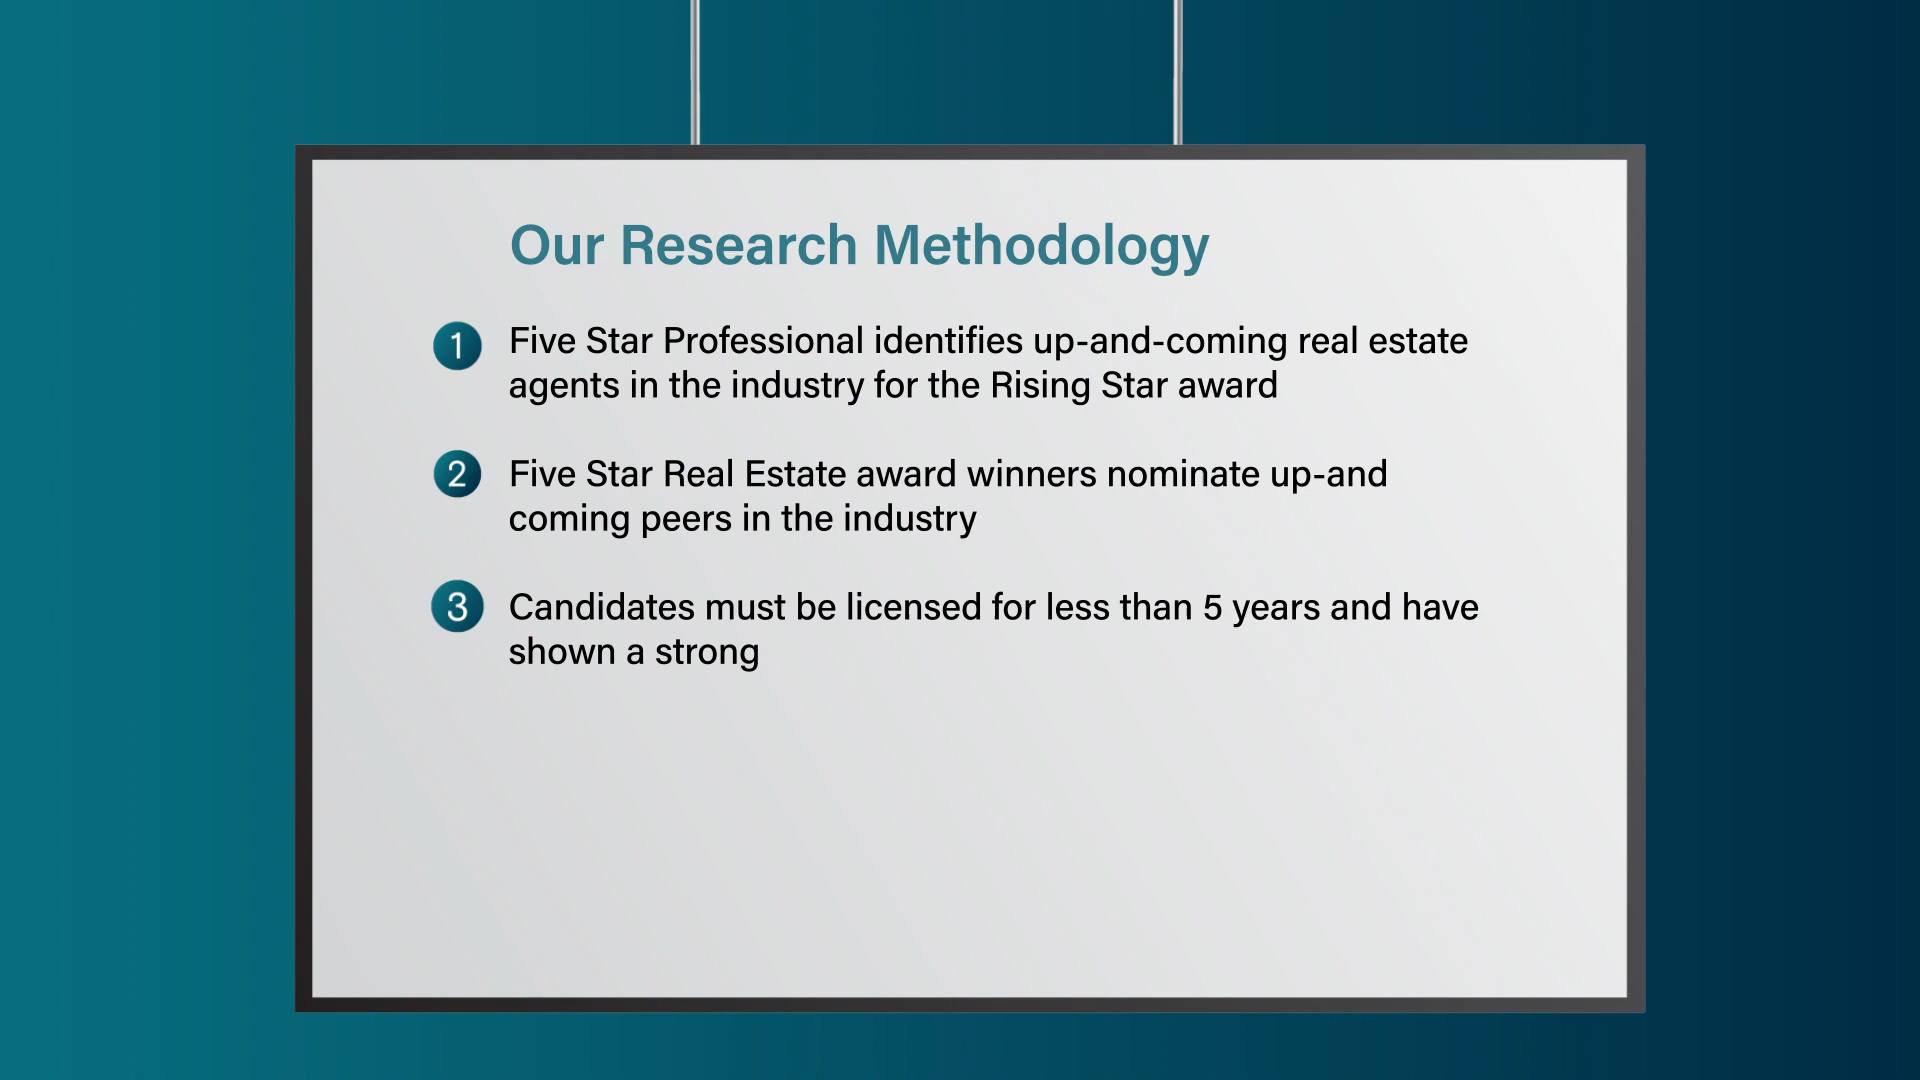 Our Research Methodology
1 Five Star Professional identifies up-and-coming real estate
agents in the industry for the Rising Star award
2 Five Star Real Estate award winners nominate up-and
coming peers in the industry
3 Candidates must be licensed for less than 5 years and have
shown a strong